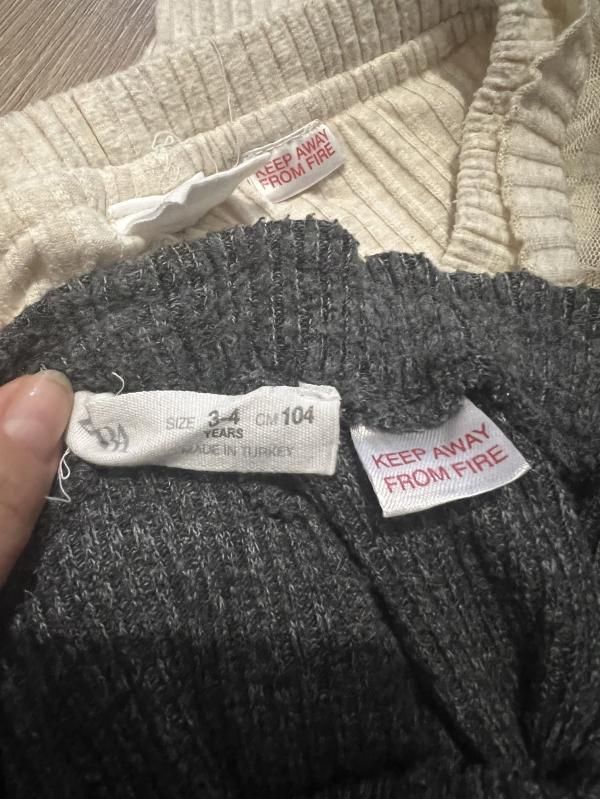 KEEP AWAY
FROM FIRE
SIZE 3-4 CM 104
YEARS
MADE IN TURKEY
KEEP AWAY
FROM FIRE